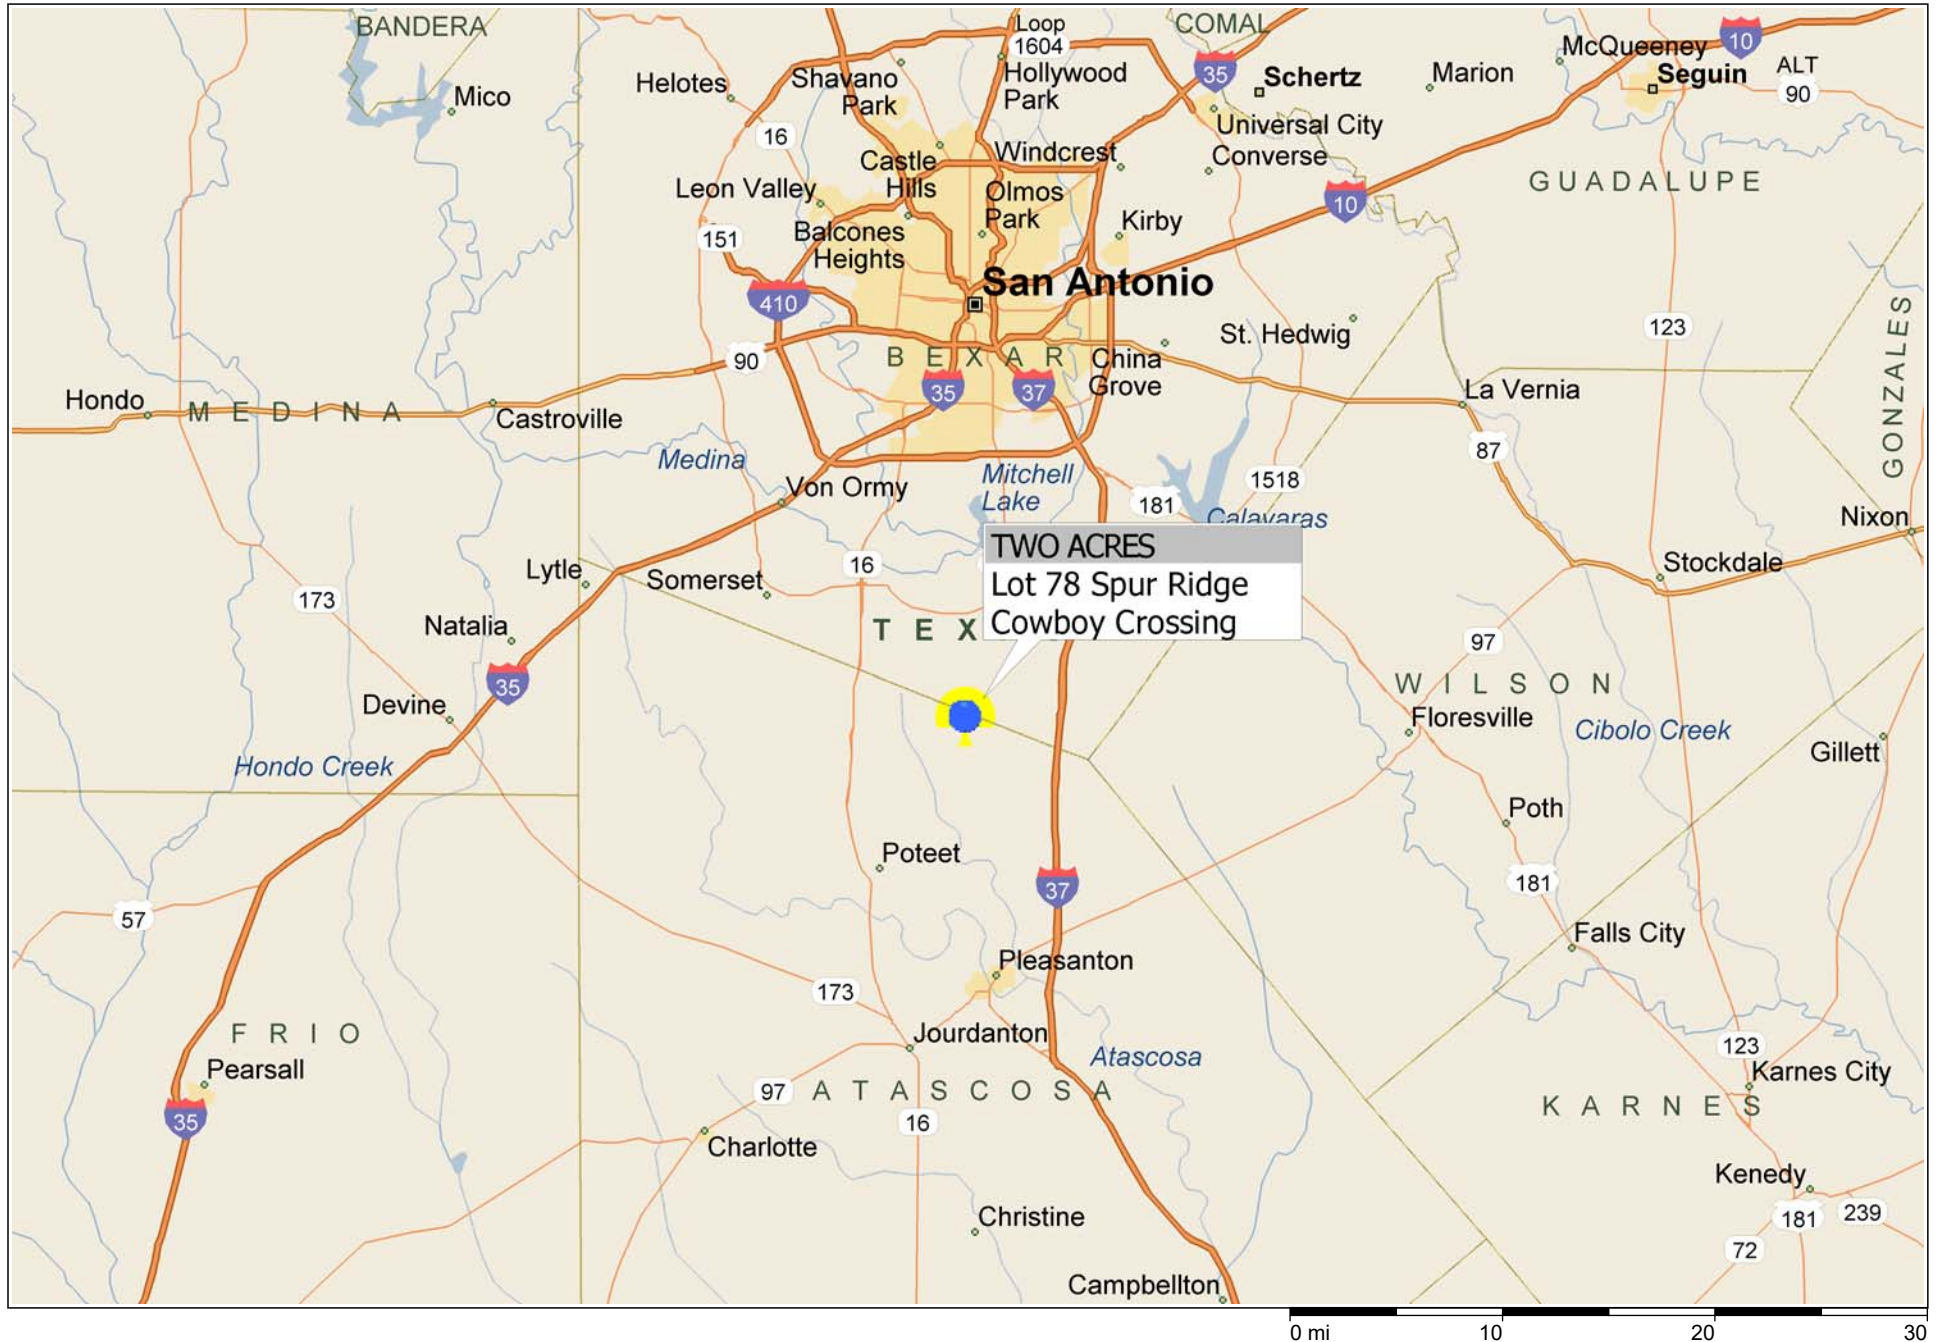 BANDERA
Loop
1604
COMAL
10
McQueeney
35
Schertz
Marion
Seguin
ALT
90
Helotes
Shavano
Park
Hollywood
Park
Mico
16
Universal City
Castle
Hills
Windcrest
Converse
Leon Valley
Olmos
Park
GUADALUPE
10
151
Balcones
Heights
Kirby
410
San Antonio
GONZALES
123
St. Hedwig
90
BEXAR
China
Grove
35
37
Hondo
MEDINA
Castroville
La Vernia
87
Medina
Mitchell
Lake
1518
Von Ormy
181
Calavaras
Nixon
TWO ACRES
Lot 78 Spur Ridge
Cowboy Crossing
Lytle
Somerset
16
Stockdale
173
Natalia
TEX
97
35
WILSON
Devine
Floresville
Cibolo Creek
Hondo Creek
Gillett
Poth
Poteet
37
181
57
Falls City
Pleasanton
173
FRIO
Jourdanton
Atascosa
123
Pearsall
Karnes City
97
ATASCOSA
KARNES
35
16
Charlotte
Kenedy
Christine
181
239
72
Campbellton
0 mi
10
20
30